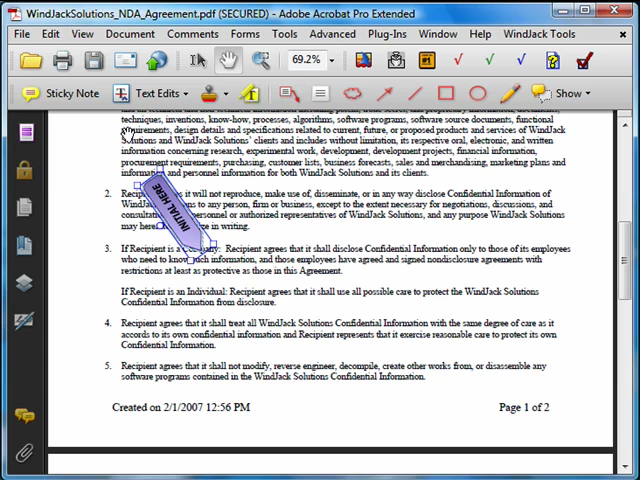 WindJackSolutions_NDA_Agreement.pdf (SECURED) - Adobe Acrobat Pro Extended
File Edit View Document Comments Forms Tools Advanced Plug-Ins Window Help WindJack Tools
69.2%
Sticky Note Text Edits Show
techniques, inventions, know-how, processes, algorithms, software programs, software source documents, functional
requirements, design details and specifications related to current, future, or proposed products and services of WindJack
Solutions and WindJack Solutions' clients and includes without limitation, its respective oral, electronic, and written
information concerning research, experimental work, development, development projects, financial information,
procurement requirements, purchasing, customer lists, business forecasts, sales and merchandising, marketing plans and
information and personnel information for both WindJack Solutions and its clients.
2. it will not reproduce, make use of, disseminate, or in any way disclose Confidential Information of
to any person, firm or business, except to the extent necessary for negotiations, discussions, and
personnel or authorized representatives of WindJack Solutions, and any purpose WindJack Solutions
may in writing.
INITIAL HERE
3. If Recipient is a Company: Recipient agrees that it shall disclose Confidential Information only to those of its employees
who need to know such information, and those employees have agreed and signed nondisclosure agreements with
restrictions at least as protective as those in this Agreement.
If Recipient is an Individual: Recipient agrees that it shall use all possible care to protect the WindJack Solutions
Confidential Information from disclosure.
4. Recipient agrees that it shall treat all WindJack Solutions Confidential Information with the same degree of care as it
accords to its own confidential information and Recipient represents that it exercise reasonable care to protect its own
Confidential Information.
5. Recipient agrees that it shall not modify, reverse engineer, decompile, create other works from, or disassemble any
software programs contained in the WindJack Solutions Confidential Information.
Created on 2/1/2007 12:56 PM Page 1 of 2